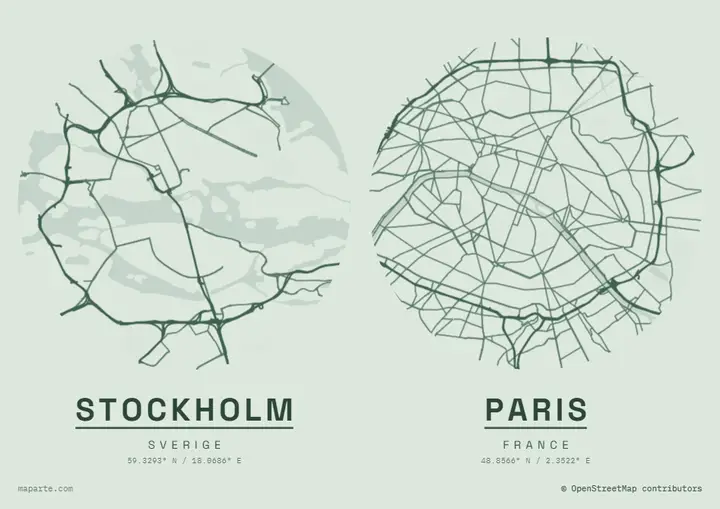 STOCKHOLM
SVERIGE
59.3293° N / 18.0686° E
PARIS
FRANCE
48.8566° N / 2.3522° E
maparte.com
© OpenStreetMap contributors